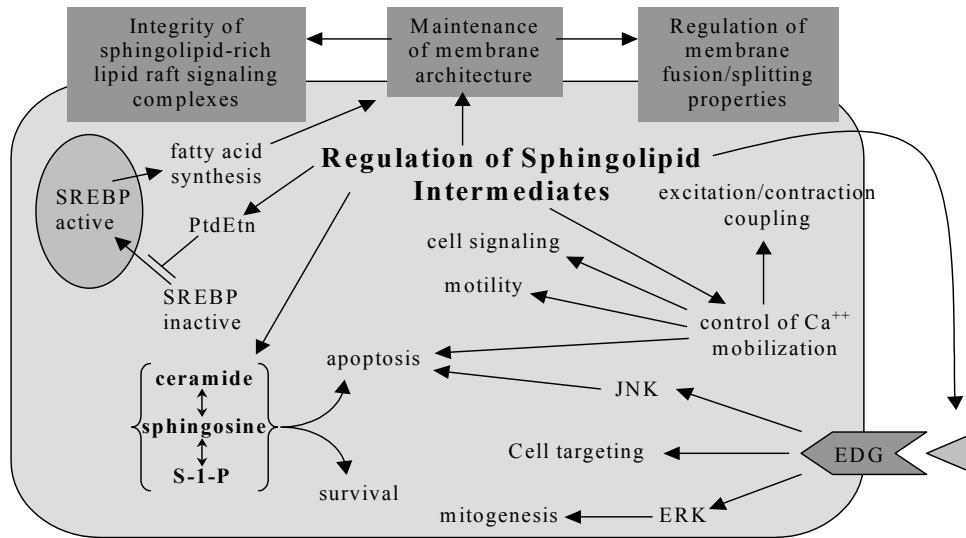 Integrity of
sphingolipid-rich
lipid raft signaling
complexes
Maintenance
of membrane
architecture
Regulation of
membrane
fusion/splitting
properties
fatty acid
synthesis
Regulation of Sphingolipid
Intermediates
SREBP
active
PtdEtn
excitation/contraction
coupling
cell signaling
motility
SREBP
inactive
control of Ca++
mobilization
apoptosis
ceramide
sphingosine
S-1-P
JNK
Cell targeting
EDG
survival
mitogenesis
ERK